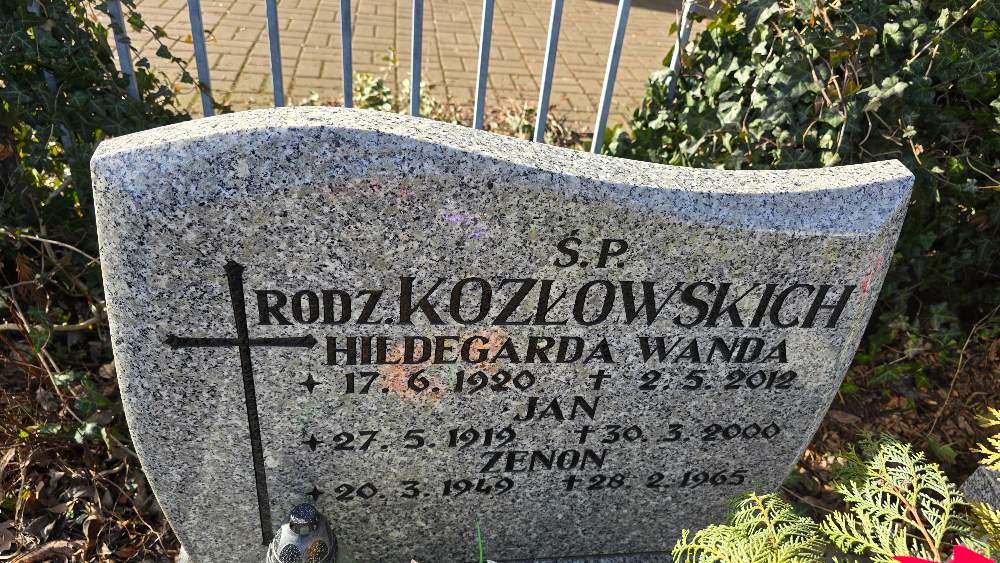 Ś.P.
RODZ. KOZŁOWSKICH
HILDEGARDA WANDA
17. 6. 1920 † 2. 5. 2012
JAN
27. 5. 1919 † 30. 3. 2000
ZENON
20. 3. 1949 † 28. 2. 1965